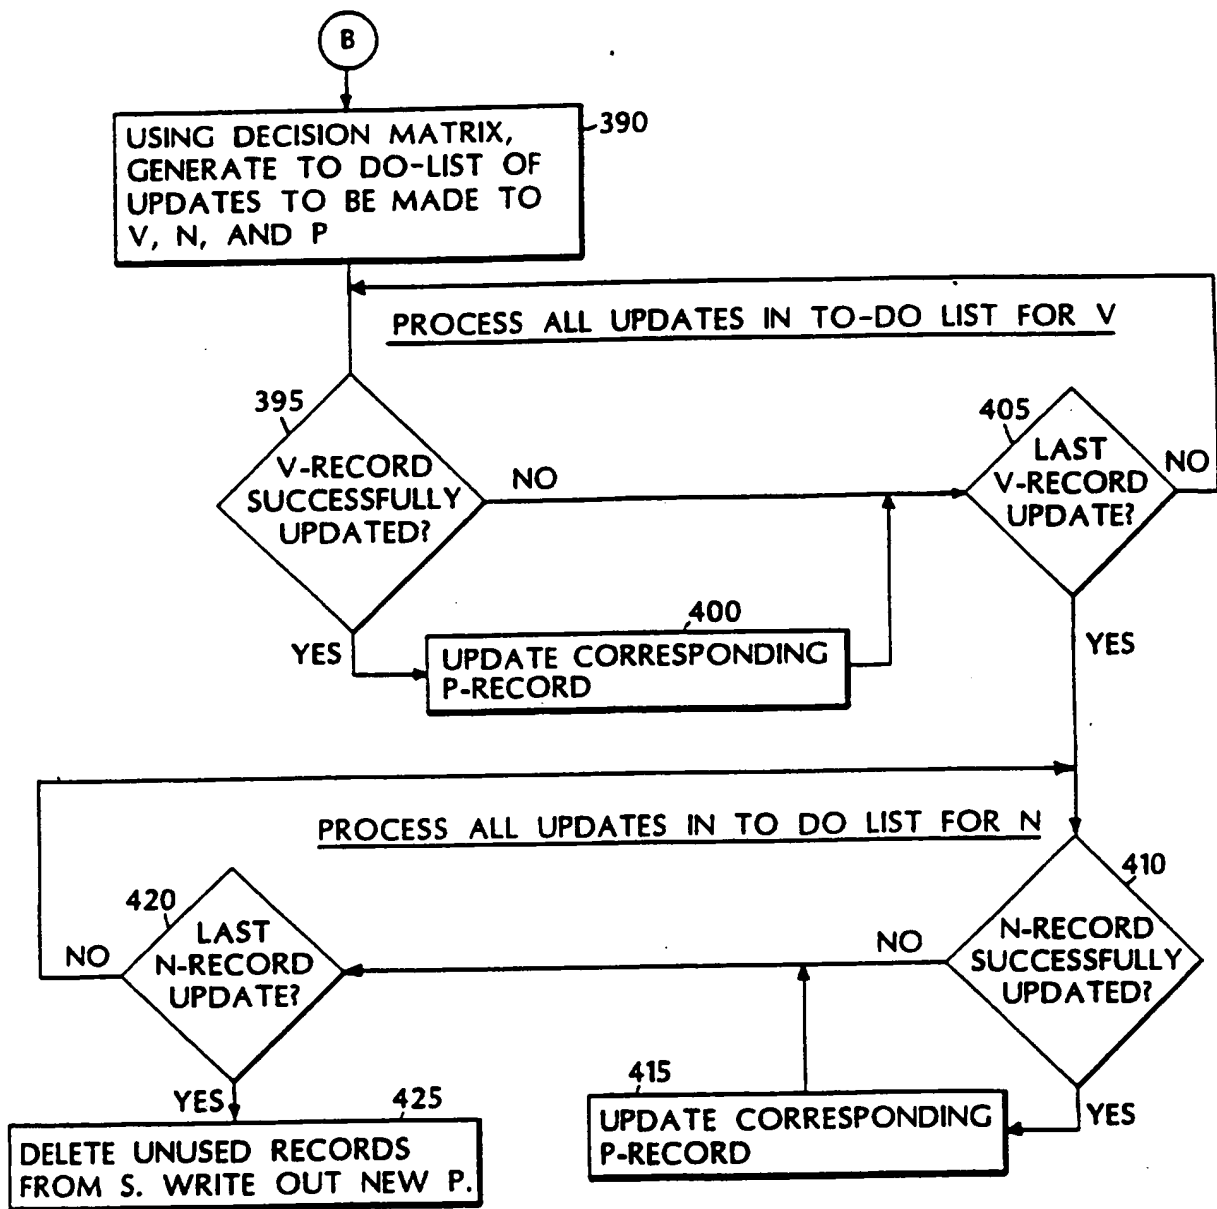 B
USING DECISION MATRIX,
GENERATE TO DO-LIST OF
UPDATES TO BE MADE TO
V, N, AND P
390
PROCESS ALL UPDATES IN TO-DO LIST FOR V
395
V-RECORD
SUCCESSFULLY
UPDATED?
NO
405
LAST
V-RECORD
UPDATE?
NO
YES
400
UPDATE CORRESPONDING
P-RECORD
YES
PROCESS ALL UPDATES IN TO DO LIST FOR N
410
N-RECORD
SUCCESSFULLY
UPDATED?
NO
420
LAST
N-RECORD
UPDATE?
NO
YES
415
UPDATE CORRESPONDING
P-RECORD
YES
425
DELETE UNUSED RECORDS
FROM S. WRITE OUT NEW P.